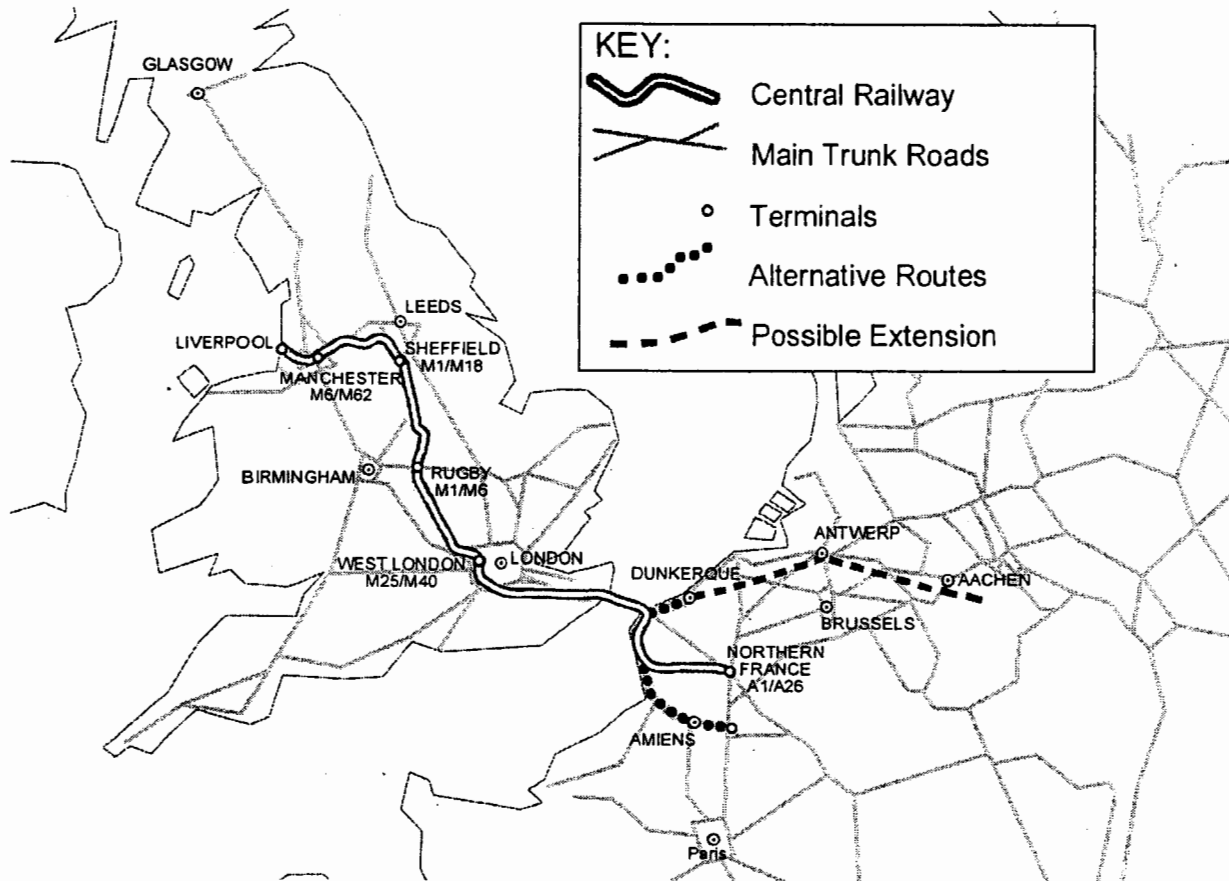 GLASGOW
KEY:
Central Railway
Main Trunk Roads
Terminals
Alternative Routes
Possible Extension
LEEDS
LIVERPOOL
SHEFFIELD
M1/M18
MANCHESTER
M6/M62
BIRMINGHAM
RUGBY
M1/M6
WEST LONDON
M25/M40
LONDON
ANTWERP
DUNKERQUE
AACHEN
BRUSSELS
NORTHERN
FRANCE
A1/A26
AMIENS
Paris